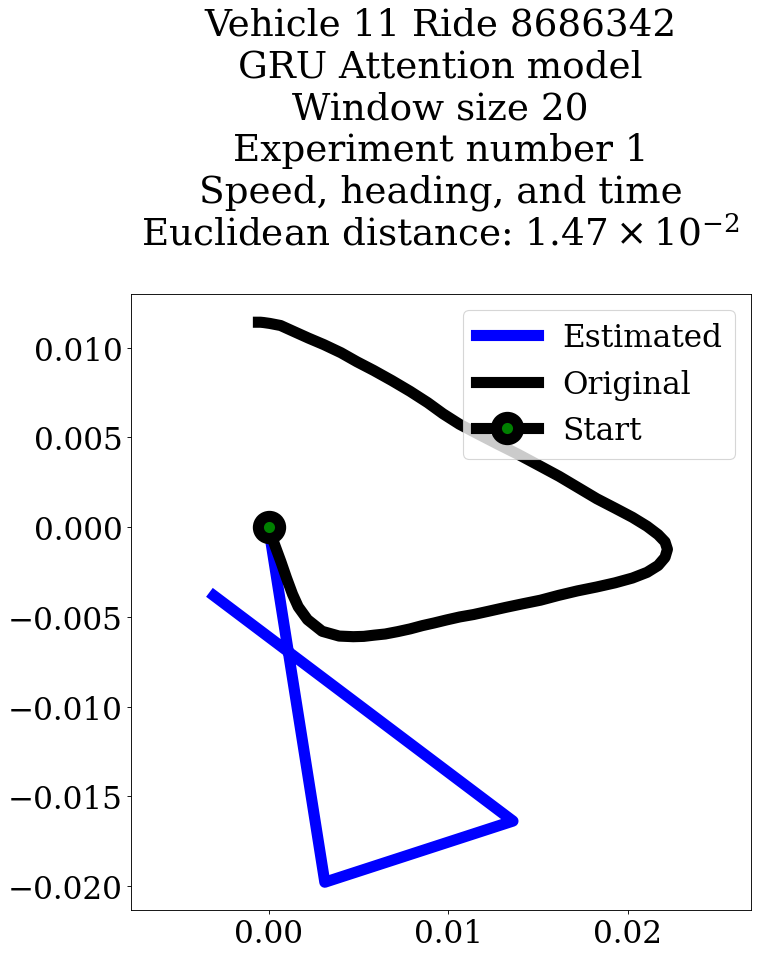 Vehicle 11 Ride 8686342
GRU Attention model
Window size 20
Experiment number 1
Speed, heading, and time
Euclidean distance: 1.47 × 10⁻²
Estimated
Original
Start
0.010
0.005
0.000
−0.005
−0.010
−0.015
−0.020
0.00 0.01 0.02